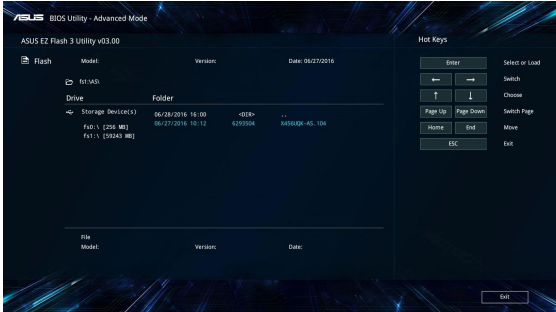 ASUS BIOS Utility - Advanced Mode
ASUS EZ Flash 3 Utility v03.00
Hot Keys
Flash Model: Version: Date: 06/27/2016
fs1:\A5\
Drive Folder
Storage Device(s)
fs0:\ [256 MB]
fs1:\ [59243 MB]
06/28/2016 16:00 <DIR> ..
06/27/2016 10:12 6293504 X456UQK-AS.104
File
Model: Version: Date:
Enter Select or Load
← → Switch
↑ ↓ Choose
Page Up Page Down Switch Page
Home End Move
ESC Exit
Exit